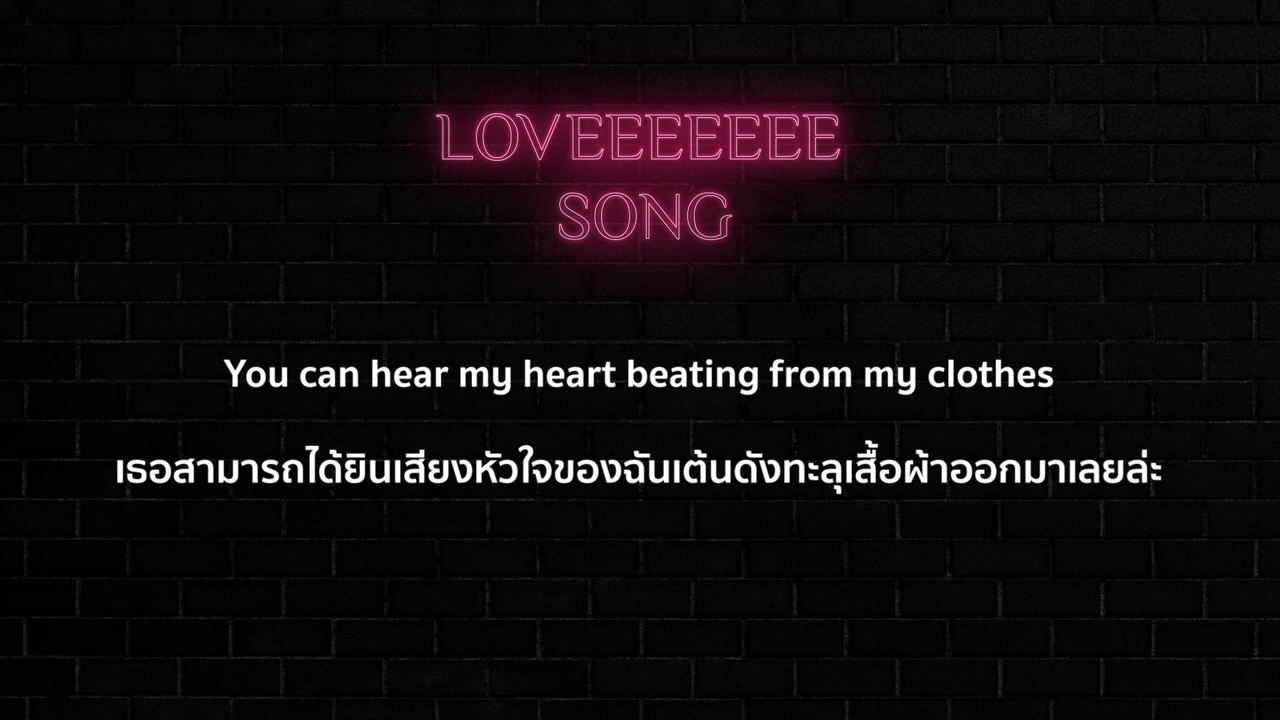 LOVEEEEEEE
SONG
You can hear my heart beating from my clothes
เธอสามารถได้ยินเสียงหัวใจของฉันเต้นดังทะลุเสื้อผ้าออกมาเลยล่ะ